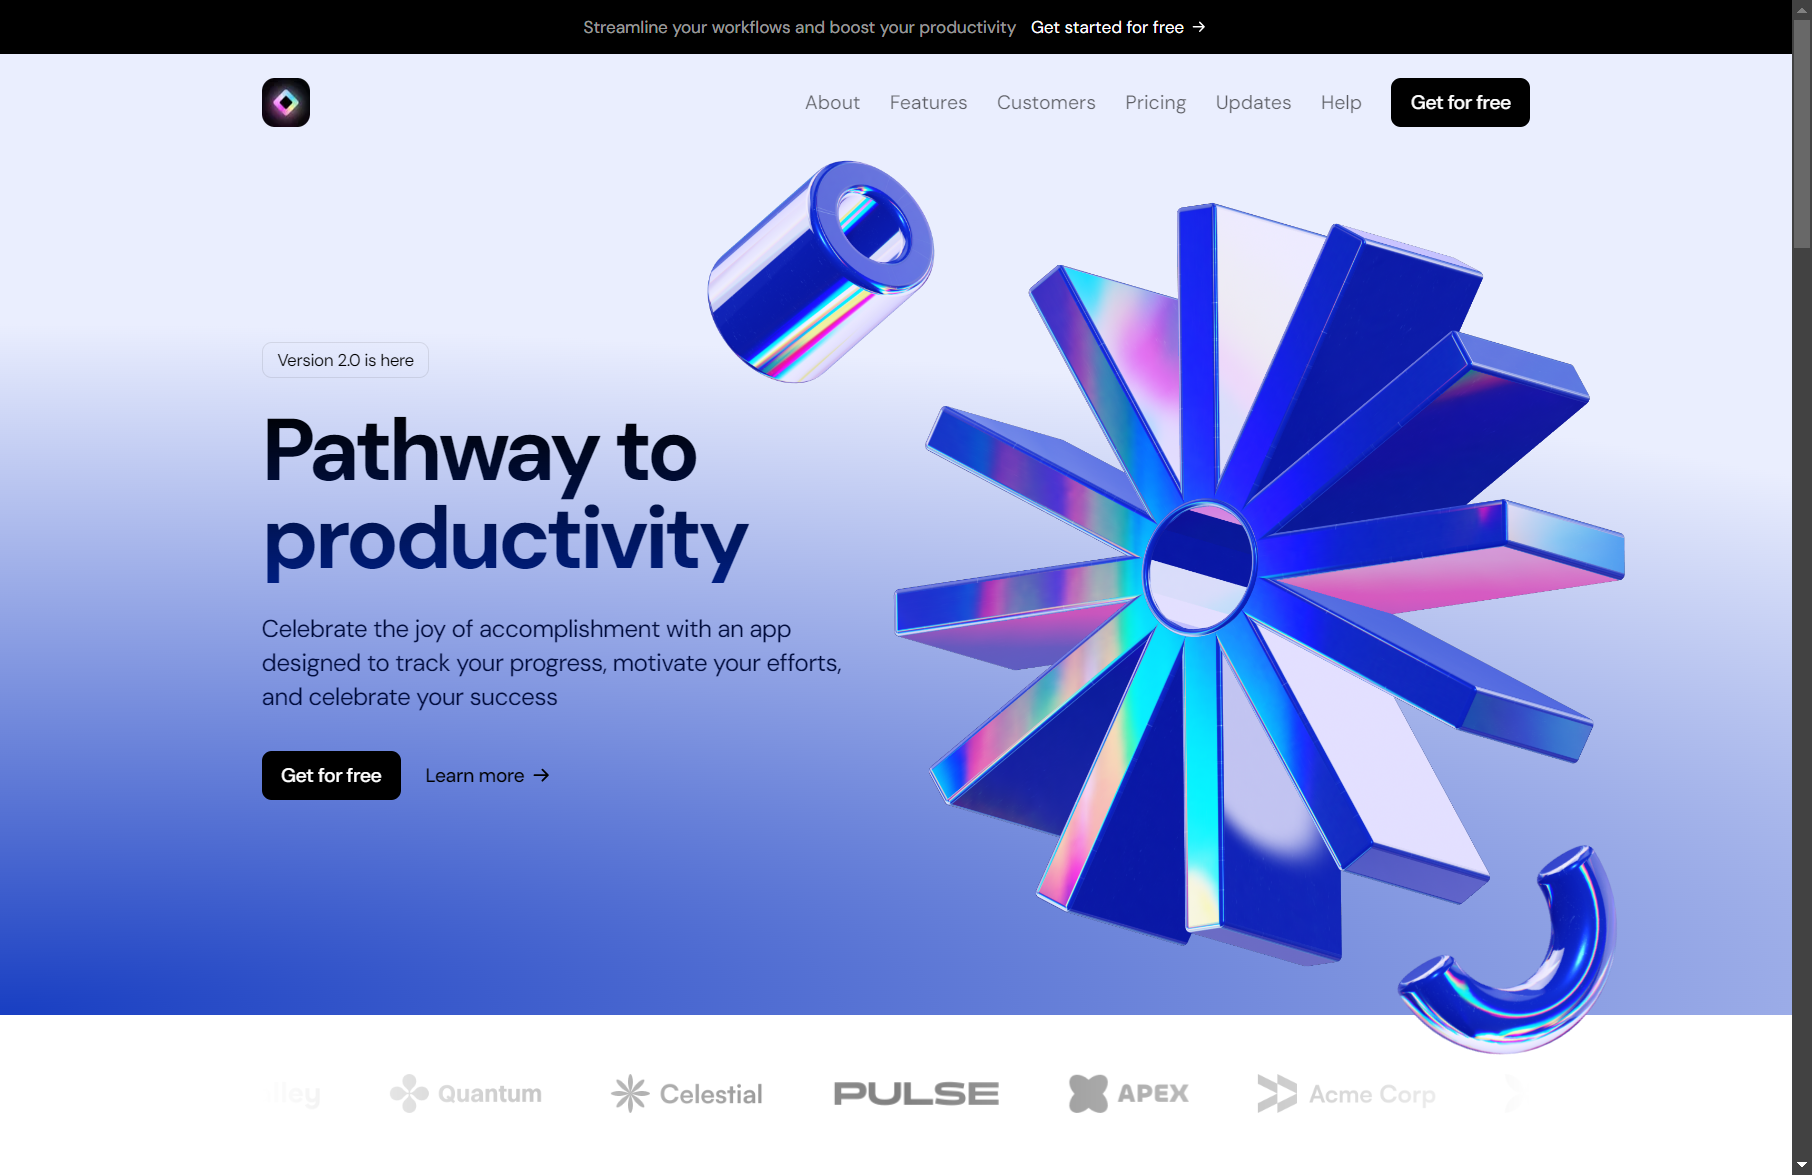 Streamline your workflows and boost your productivity Get started for free →
About Features Customers Pricing Updates Help Get for free
Version 2.0 is here
Pathway to
productivity
Celebrate the joy of accomplishment with an app
designed to track your progress, motivate your efforts,
and celebrate your success
Get for free Learn more →
lley Quantum Celestial PULSE APEX Acme Corp